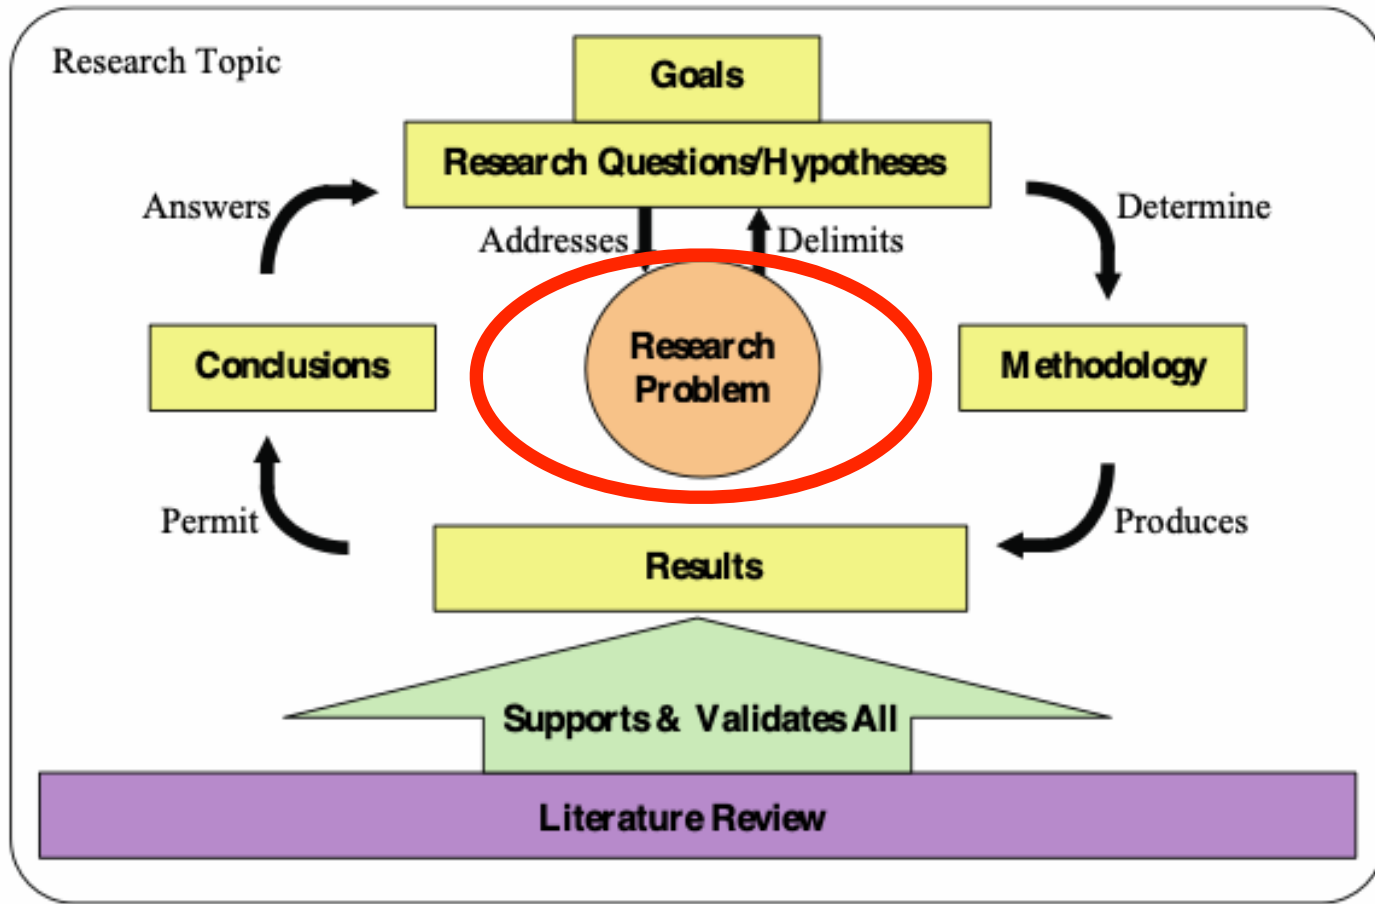 Research Topic
Goals
Research Questions/Hypotheses
Answers
Determine
Addresses
Delimits
Research
Problem
Conclusions
Methodology
Permit
Produces
Results
Supports & Validates All
Literature Review